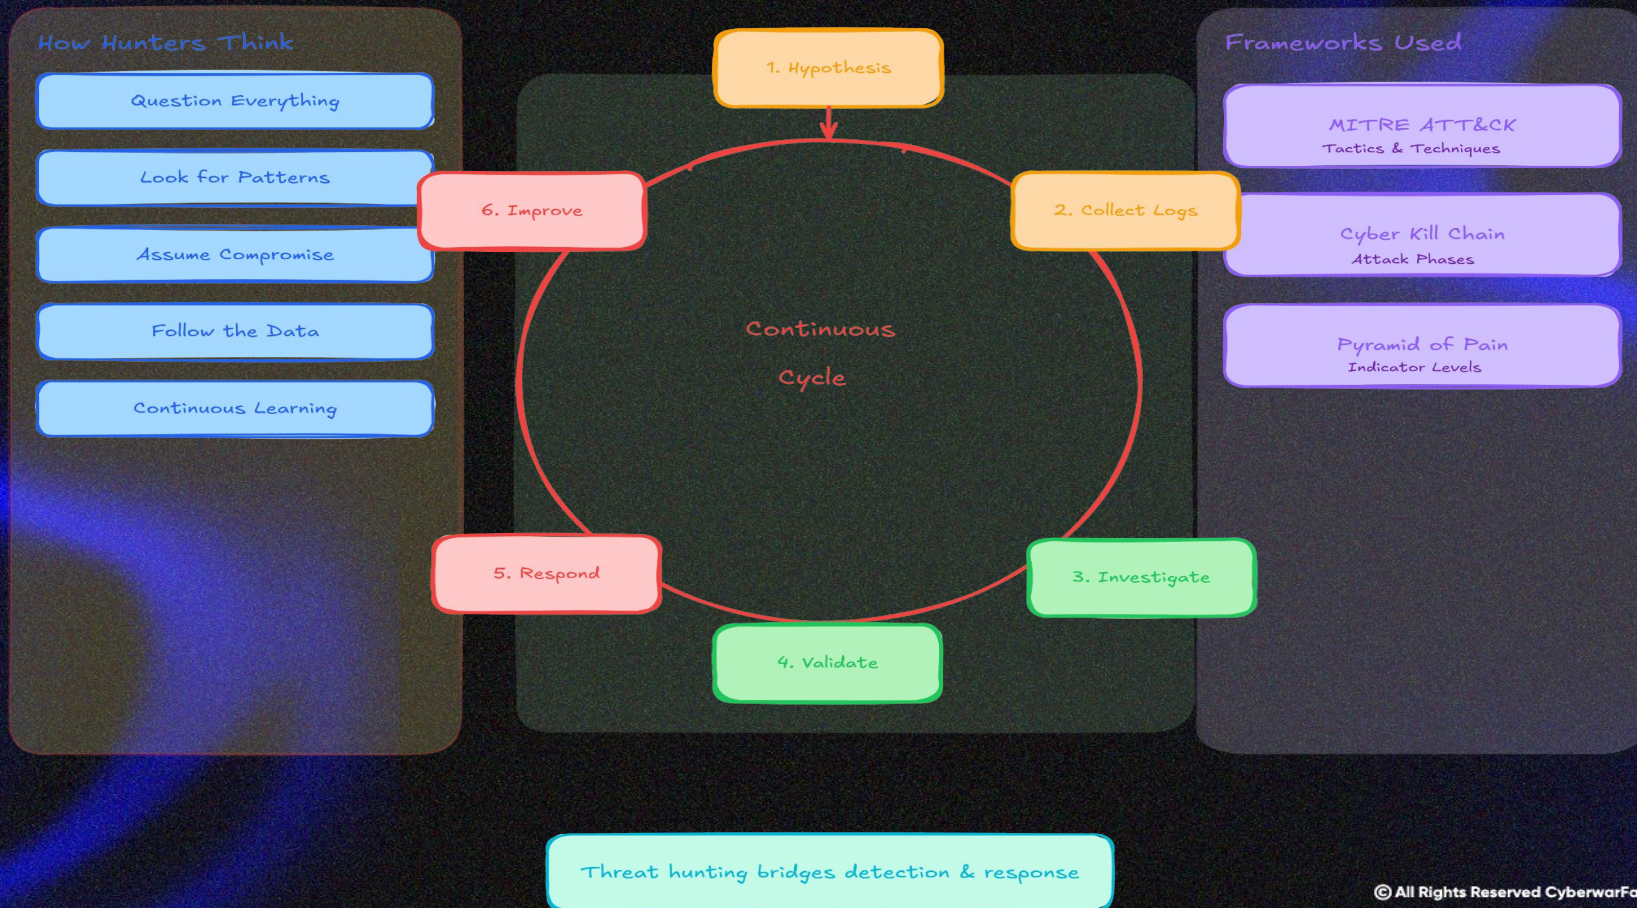 How Hunters Think
Question Everything
Look for Patterns
Assume Compromise
Follow the Data
Continuous Learning
1. Hypothesis
2. Collect Logs
3. Investigate
4. Validate
5. Respond
6. Improve
Continuous
Cycle
Frameworks Used
MITRE ATT&CK
Tactics & Techniques
Cyber Kill Chain
Attack Phases
Pyramid of Pain
Indicator Levels
Threat hunting bridges detection & response
© All Rights Reserved